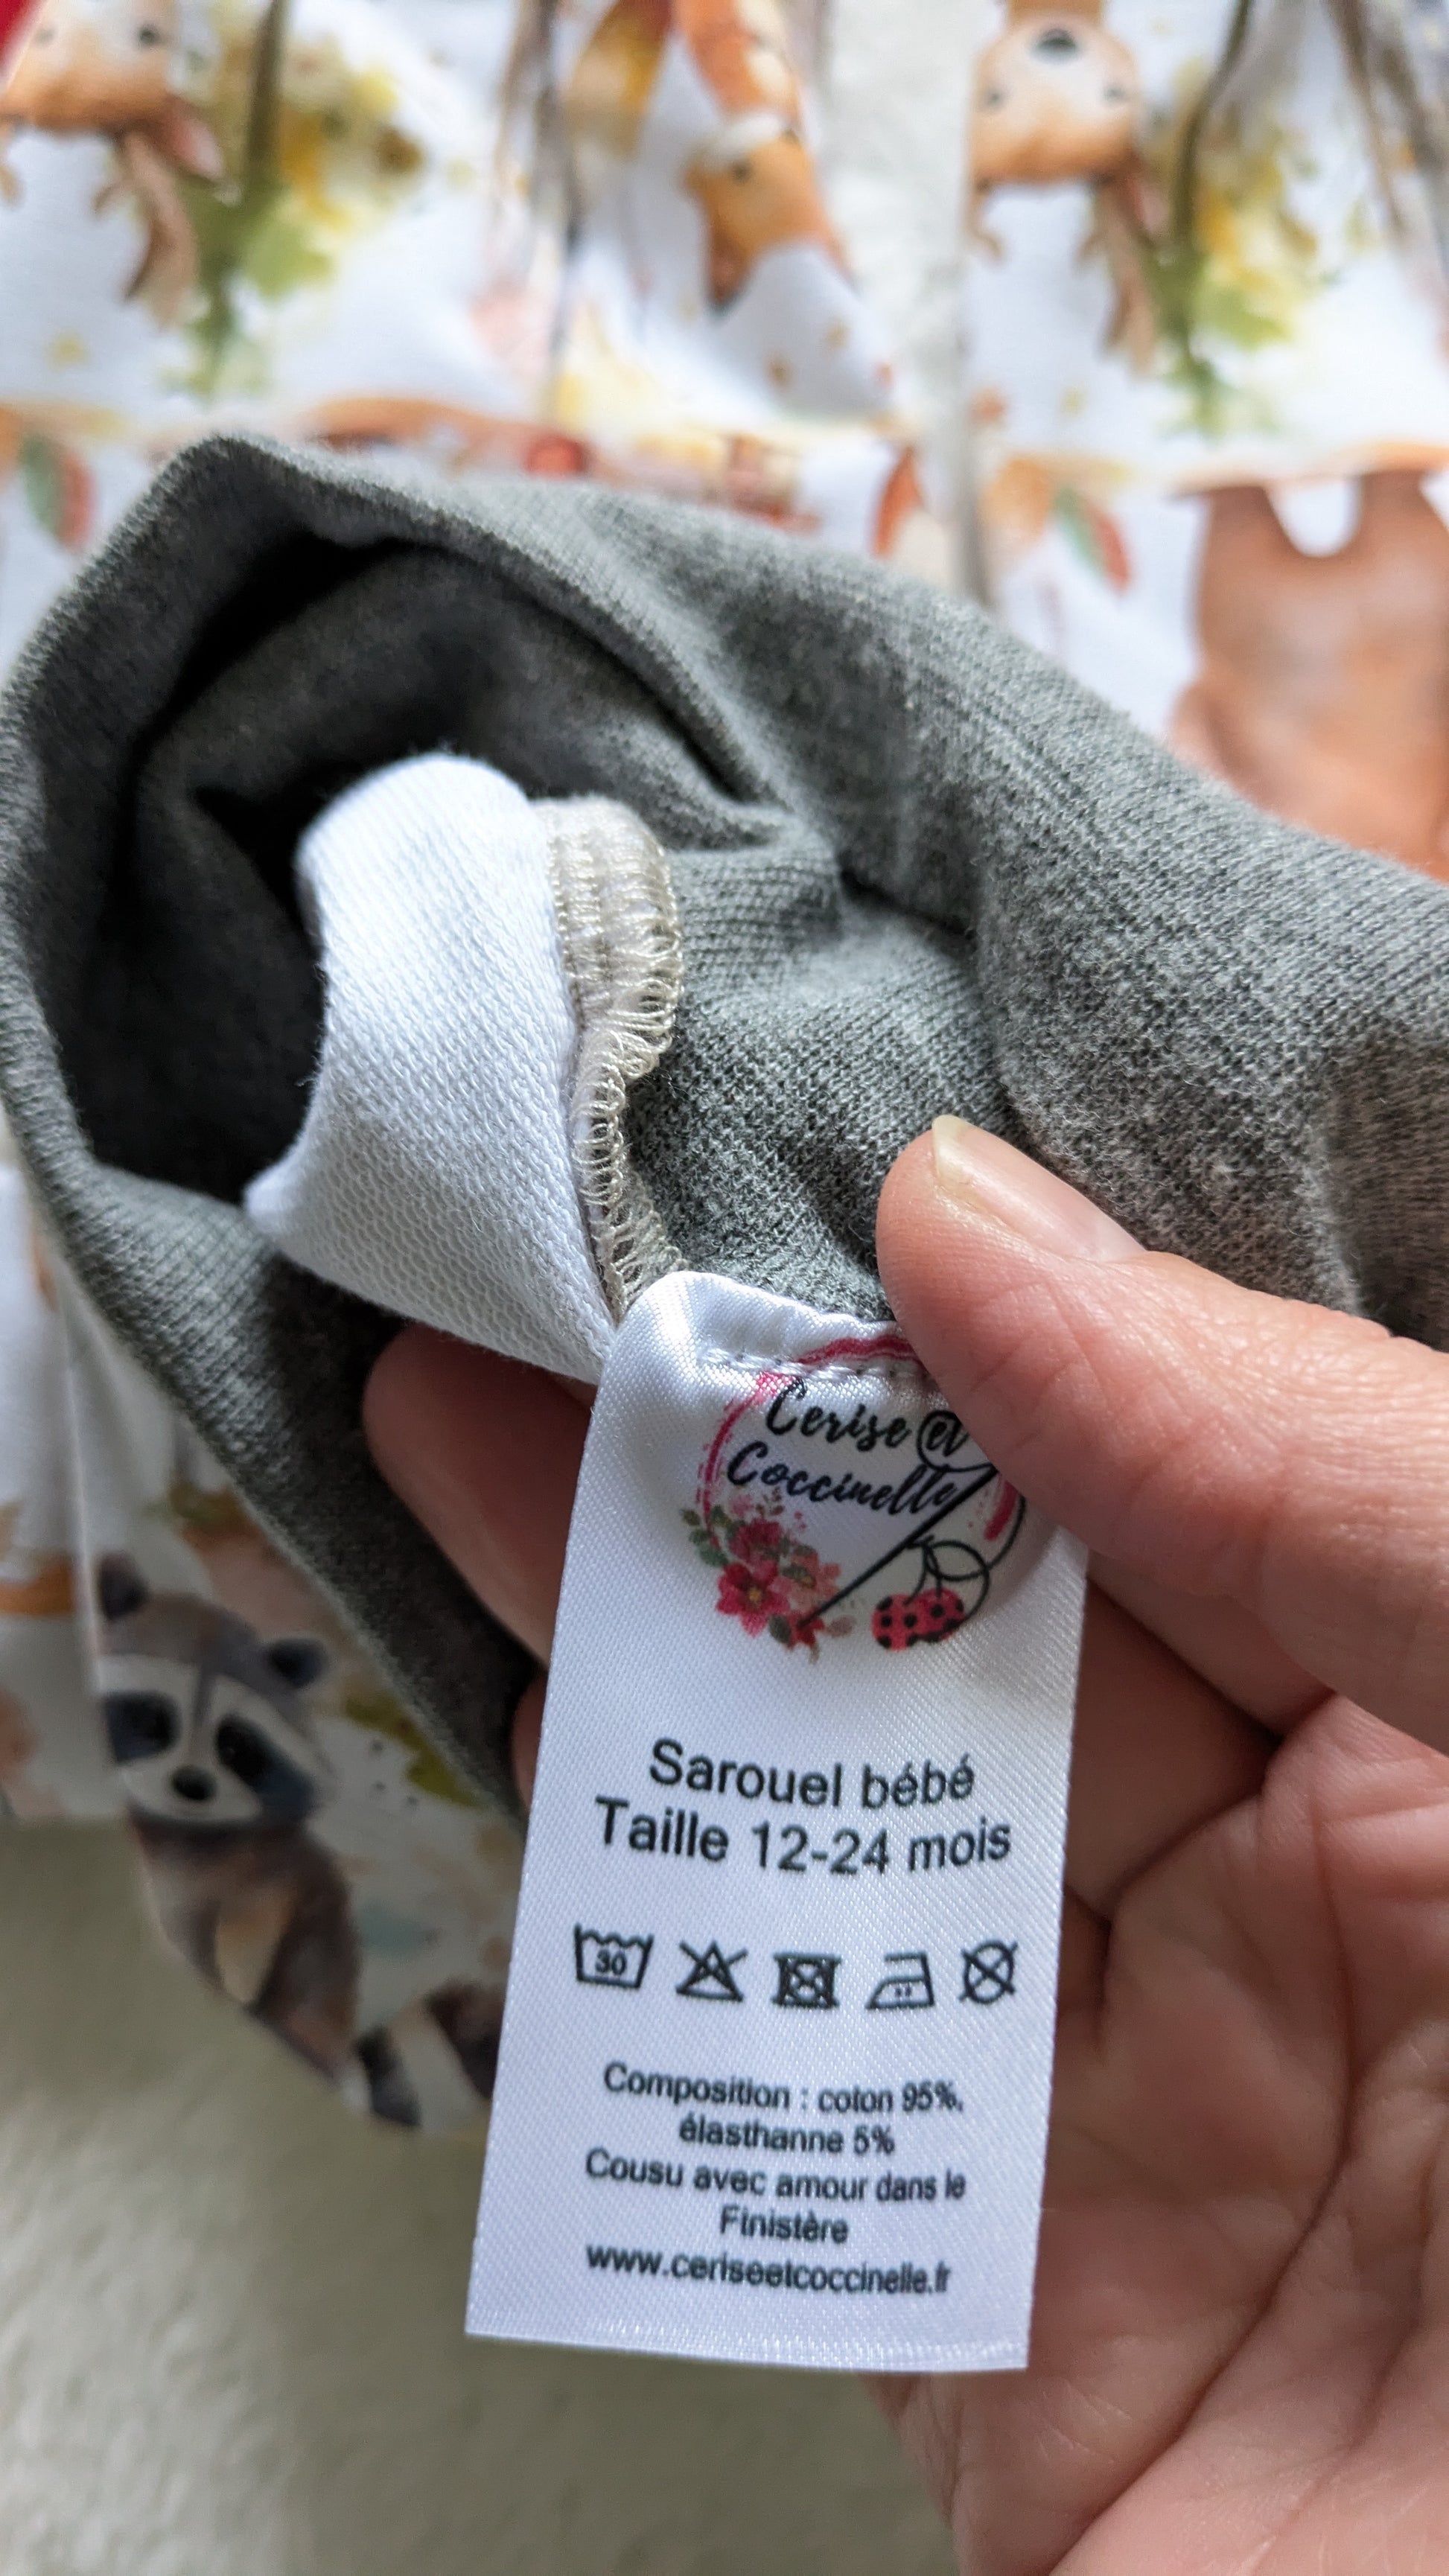 Cerise et
Coccinelle
Sarouel bébé
Taille 12-24 mois
30
Composition : coton 95%,
élasthanne 5%
Cousu avec amour dans le
Finistère
www.ceriseetcoccinelle.fr